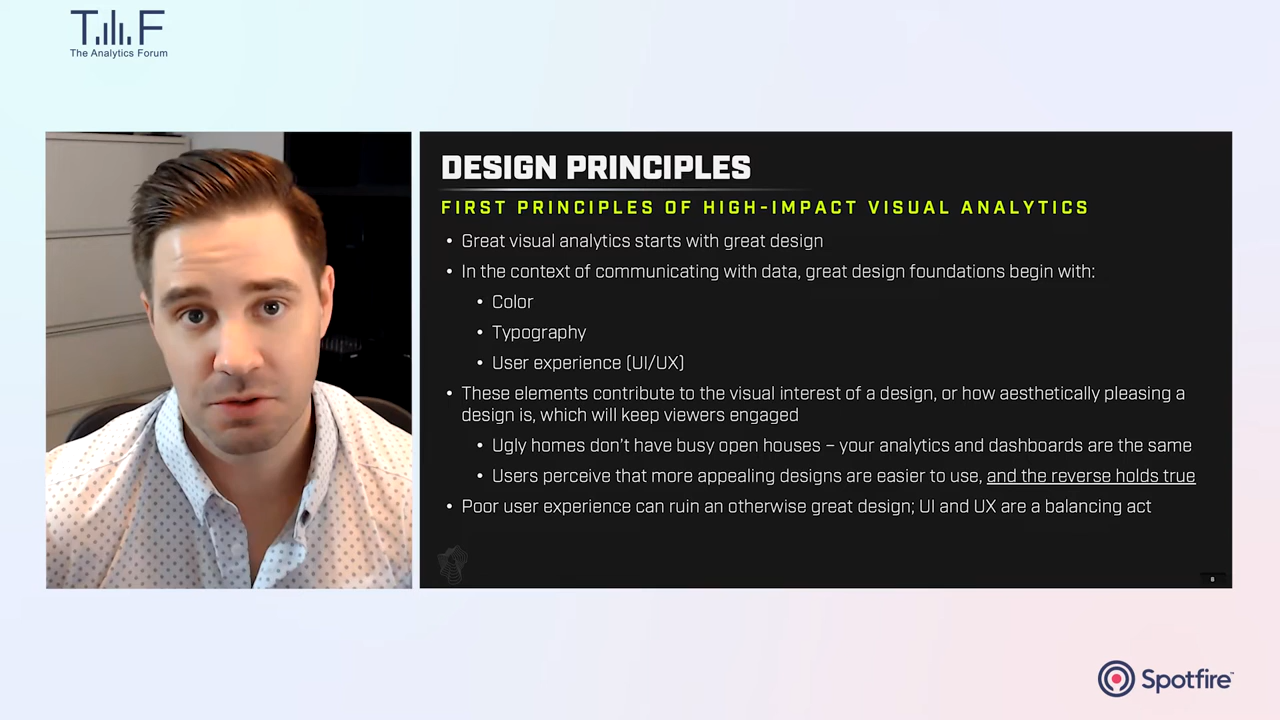 T F
The Analytics Forum
DESIGN PRINCIPLES
FIRST PRINCIPLES OF HIGH-IMPACT VISUAL ANALYTICS
• Great visual analytics starts with great design
• In the context of communicating with data, great design foundations begin with:
• Color
• Typography
• User experience (UI/UX)
• These elements contribute to the visual interest of a design, or how aesthetically pleasing a
design is, which will keep viewers engaged
• Ugly homes don't have busy open houses – your analytics and dashboards are the same
• Users perceive that more appealing designs are easier to use, and the reverse holds true
• Poor user experience can ruin an otherwise great design; UI and UX are a balancing act
8
Spotfire™